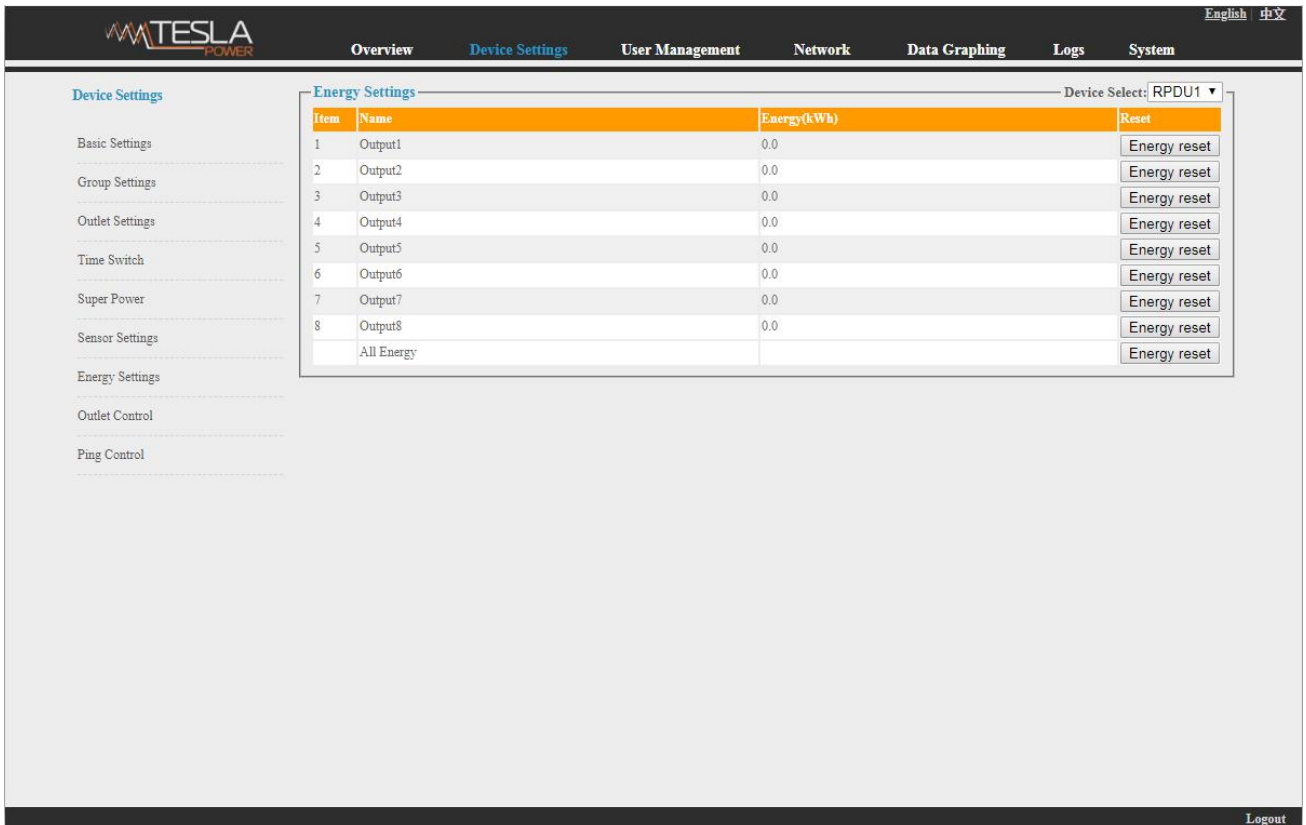 English | 中文
TESLA
POWER
Overview Device Settings User Management Network Data Graphing Logs System
Device Settings
Basic Settings
Group Settings
Outlet Settings
Time Switch
Super Power
Sensor Settings
Energy Settings
Outlet Control
Ping Control
Energy Settings Device Select: RPDU1
Item Name Energy(kWh) Reset
1 Output1 0.0 Energy reset
2 Output2 0.0 Energy reset
3 Output3 0.0 Energy reset
4 Output4 0.0 Energy reset
5 Output5 0.0 Energy reset
6 Output6 0.0 Energy reset
7 Output7 0.0 Energy reset
8 Output8 0.0 Energy reset
All Energy Energy reset
Logout